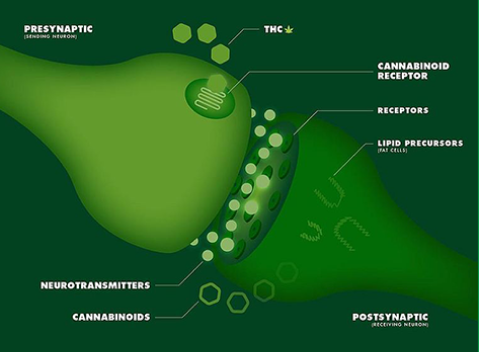 PRESYNAPTIC
(SENDING NEURON)
THC
CANNABINOID
RECEPTOR
RECEPTORS
LIPID PRECURSORS
(FAT CELLS)
NEUROTRANSMITTERS
CANNABINOIDS
POSTSYNAPTIC
(RECEIVING NEURON)